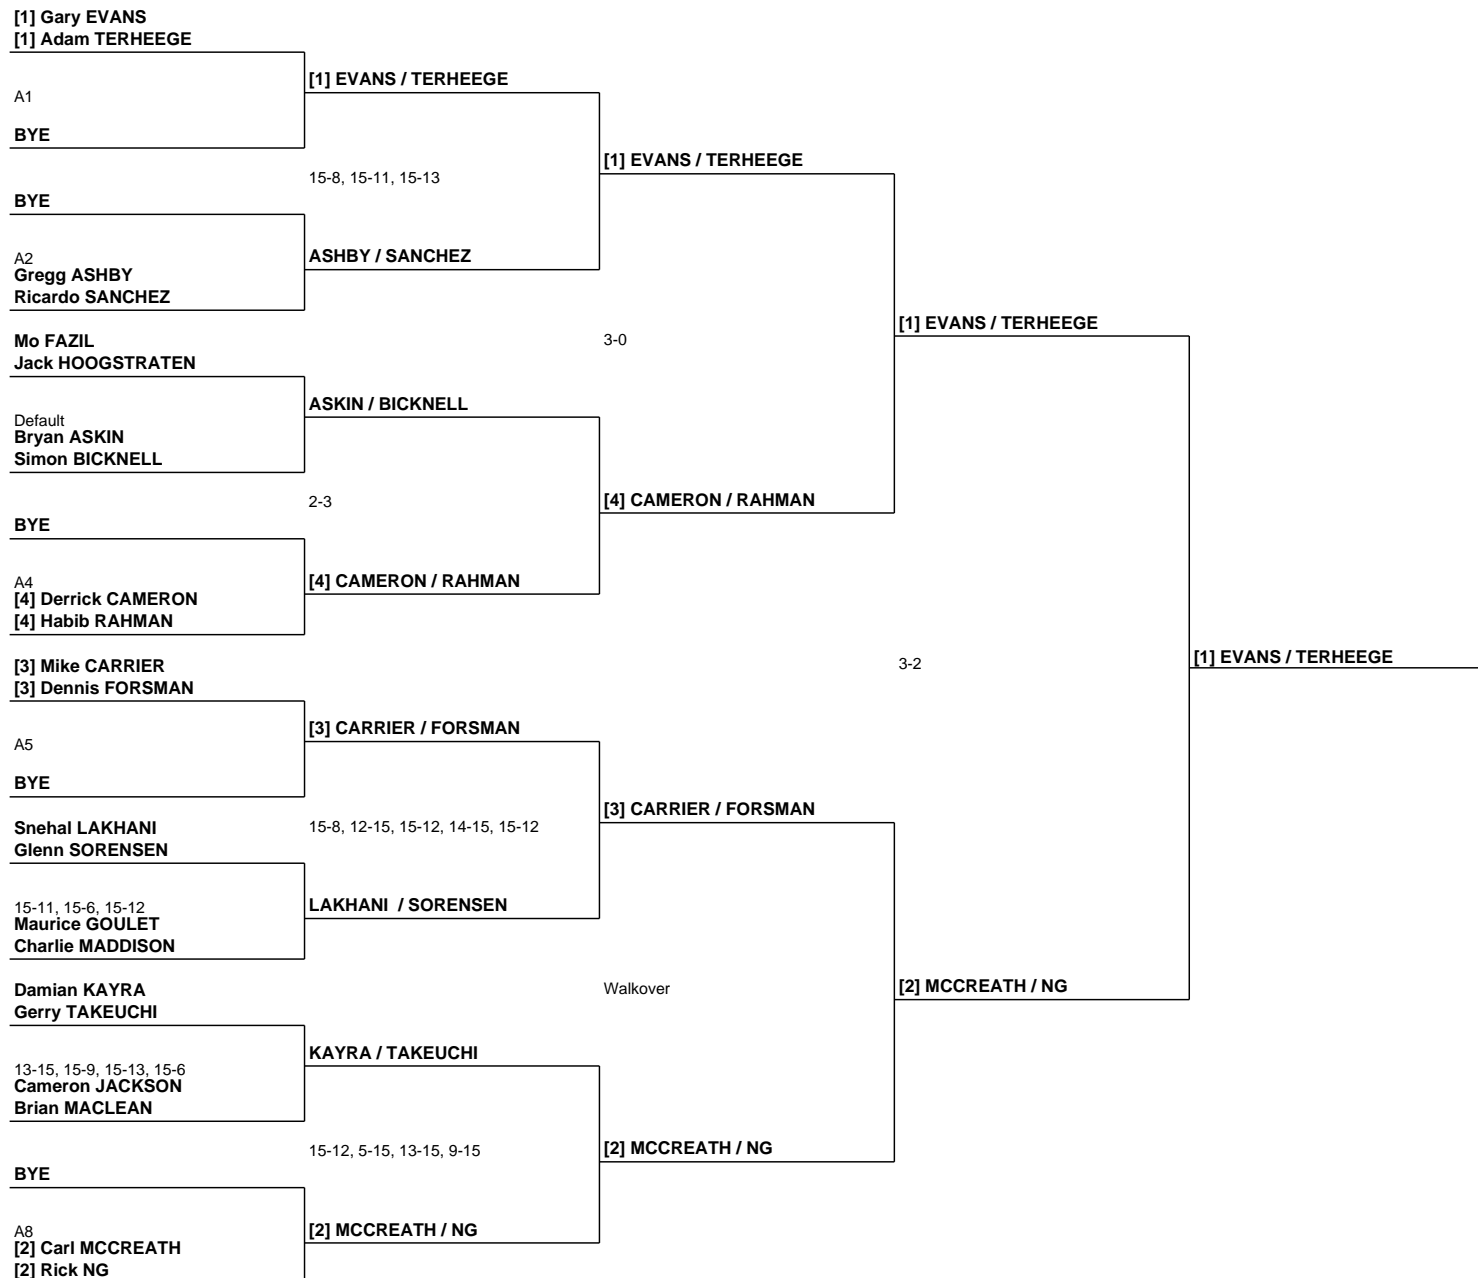 [1] Gary EVANS
[1] Adam TERHEEGE
[1] EVANS / TERHEEGE
A1
BYE
[1] EVANS / TERHEEGE
15-8, 15-11, 15-13
BYE
ASHBY / SANCHEZ
A2
Gregg ASHBY
Ricardo SANCHEZ
[1] EVANS / TERHEEGE
Mo FAZIL
3-0
Jack HOOGSTRATEN
ASKIN / BICKNELL
Default
Bryan ASKIN
Simon BICKNELL
2-3
[4] CAMERON / RAHMAN
BYE
[4] CAMERON / RAHMAN
A4
[4] Derrick CAMERON
[4] Habib RAHMAN
[1] EVANS / TERHEEGE
[3] Mike CARRIER
3-2
[3] Dennis FORSMAN
[3] CARRIER / FORSMAN
A5
BYE
[3] CARRIER / FORSMAN
Snehal LAKHANI
15-8, 12-15, 15-12, 14-15, 15-12
Glenn SORENSEN
LAKHANI / SORENSEN
15-11, 15-6, 15-12
Maurice GOULET
Charlie MADDISON
[2] MCCREATH / NG
Damian KAYRA
Walkover
Gerry TAKEUCHI
KAYRA / TAKEUCHI
13-15, 15-9, 15-13, 15-6
Cameron JACKSON
Brian MACLEAN
[2] MCCREATH / NG
15-12, 5-15, 13-15, 9-15
BYE
[2] MCCREATH / NG
A8
[2] Carl MCCREATH
[2] Rick NG